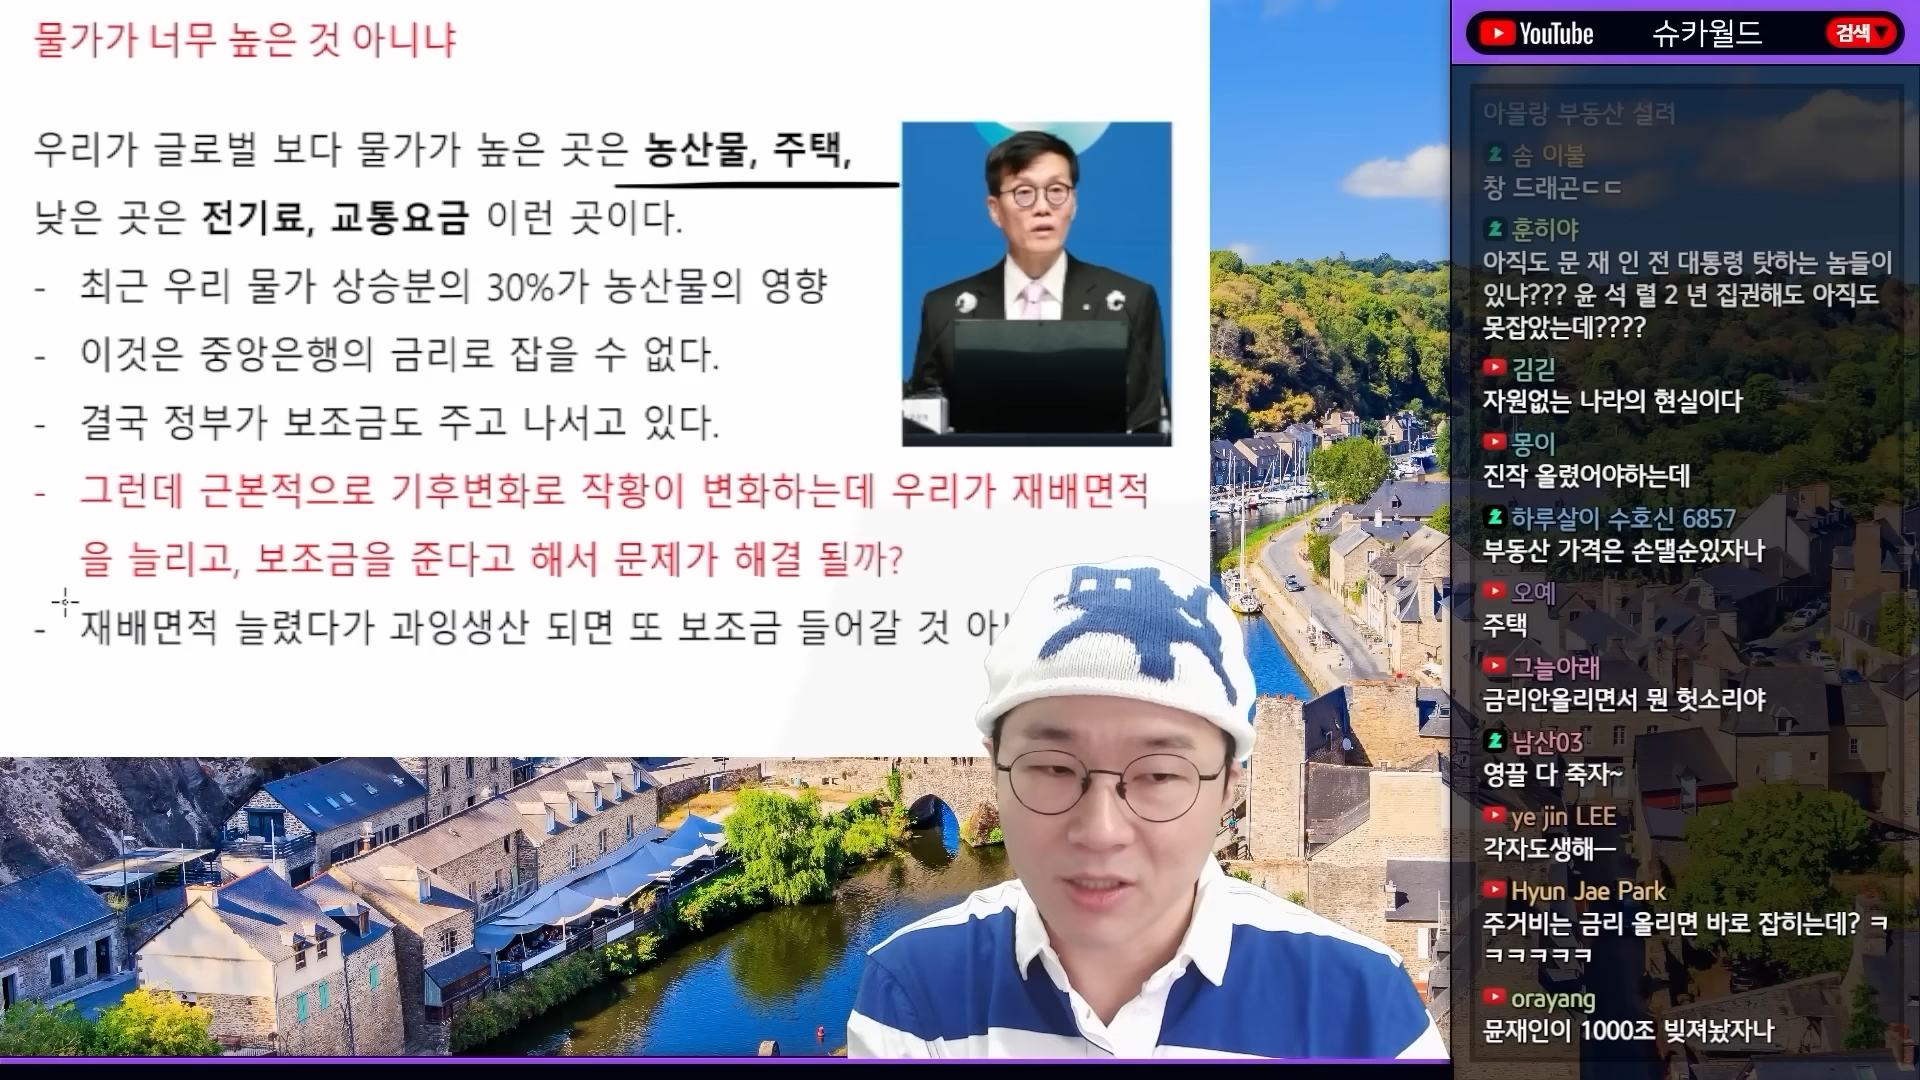 물가가 너무 높은 것 아니냐
우리가 글로벌 보다 물가가 높은 곳은 농산물, 주택,
낮은 곳은 전기료, 교통요금 이런 곳이다.
- 최근 우리 물가 상승분의 30%가 농산물의 영향
- 이것은 중앙은행의 금리로 잡을 수 없다.
- 결국 정부가 보조금도 주고 나서고 있다.
- 그런데 근본적으로 기후변화로 작황이 변화하는데 우리가 재배면적
을 늘리고, 보조금을 준다고 해서 문제가 해결 될까?
- 재배면적 늘렸다가 과잉생산 되면 또 보조금 들어갈 것
YouTube 슈카월드 검색
아몰랑 부동산 설려
솜 이불
창 드래곤ㄷㄷ
훈히야
아직도 문 재 인 전 대통령 탓하는 놈들이
있냐??? 윤 석 렬 2 년 집권해도 아직도
못잡았는데????
김긷
자원없는 나라의 현실이다
몽이
진작 올렸어야하는데
하루살이 수호신 6857
부동산 가격은 손댈순있자나
오예
주택
그늘아래
금리안올리면서 뭔 헛소리야
남산03
영끌 다 죽자~
ye jin LEE
각자도생해—
Hyun Jae Park
주거비는 금리 올리면 바로 잡히는데? ㅋ
ㅋㅋㅋㅋㅋ
orayang
문재인이 1000조 빚져놨자나